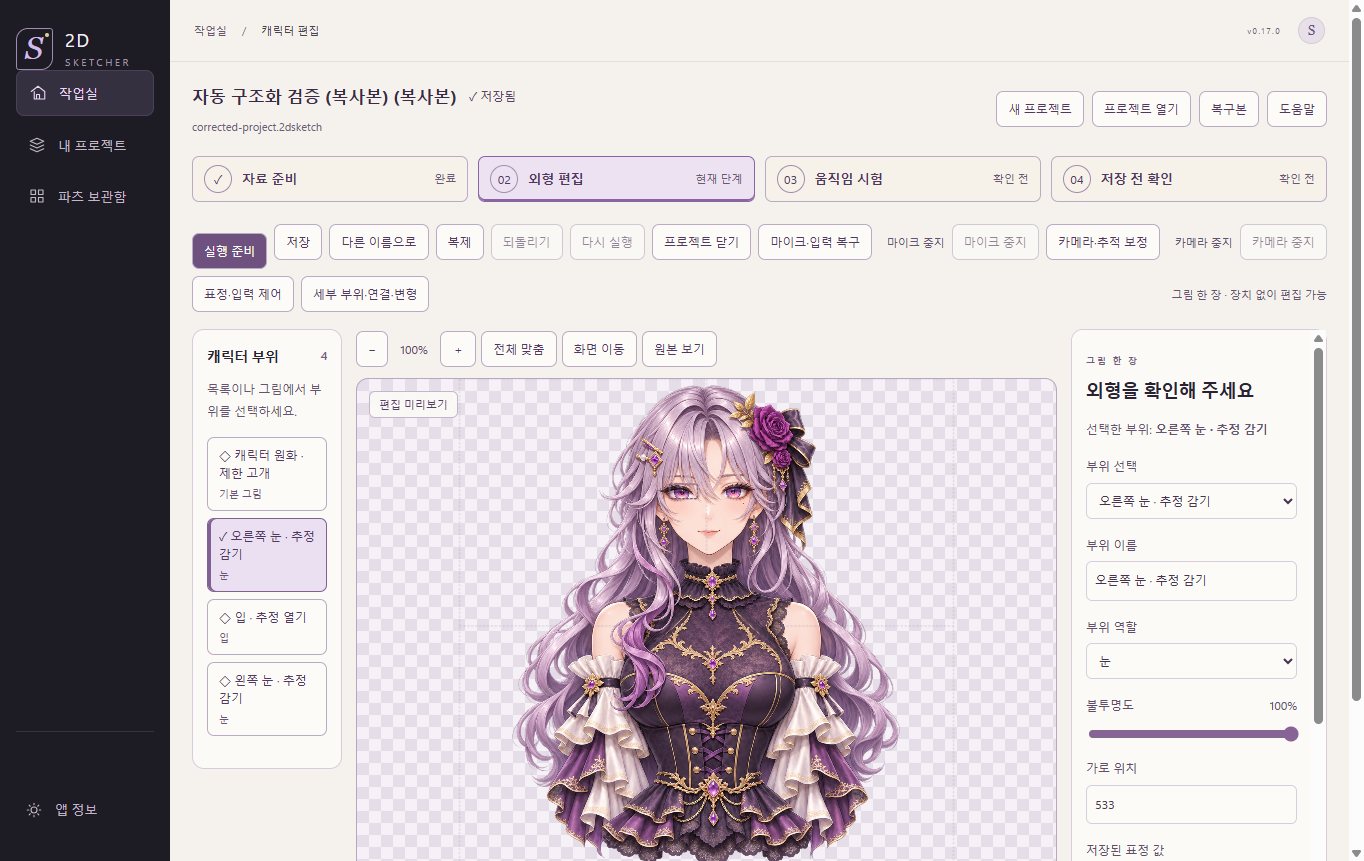 S
2D
SKETCHER
작업실
내 프로젝트
파츠 보관함
앱 정보
작업실 / 캐릭터 편집
v0.17.0
S
자동 구조화 검증 (복사본) (복사본)
✓ 저장됨
corrected-project.2dsketch
새 프로젝트
프로젝트 열기
복구본
도움말
✓ 자료 준비 완료
02 외형 편집 현재 단계
03 움직임 시험 확인 전
04 저장 전 확인 확인 전
실행 준비
저장
다른 이름으로
복제
되돌리기
다시 실행
프로젝트 닫기
마이크·입력 복구
마이크 중지
마이크 중지
카메라·추적 보정
카메라 중지
카메라 중지
표정·입력 제어
세부 부위·연결·변형
그림 한 장 · 장치 없이 편집 가능
캐릭터 부위 4
목록이나 그림에서 부
위를 선택하세요.
◇ 캐릭터 원화 ·
제한 고개
기본 그림
✓ 오른쪽 눈 · 추정
감기
눈
◇ 입 · 추정 열기
입
◇ 왼쪽 눈 · 추정
감기
눈
−
100%
+
전체 맞춤
화면 이동
원본 보기
편집 미리보기
그림 한 장
외형을 확인해 주세요
선택한 부위: 오른쪽 눈 · 추정 감기
부위 선택
오른쪽 눈 · 추정 감기
부위 이름
오른쪽 눈 · 추정 감기
부위 역할
눈
불투명도 100%
가로 위치
533
저장된 표정 값